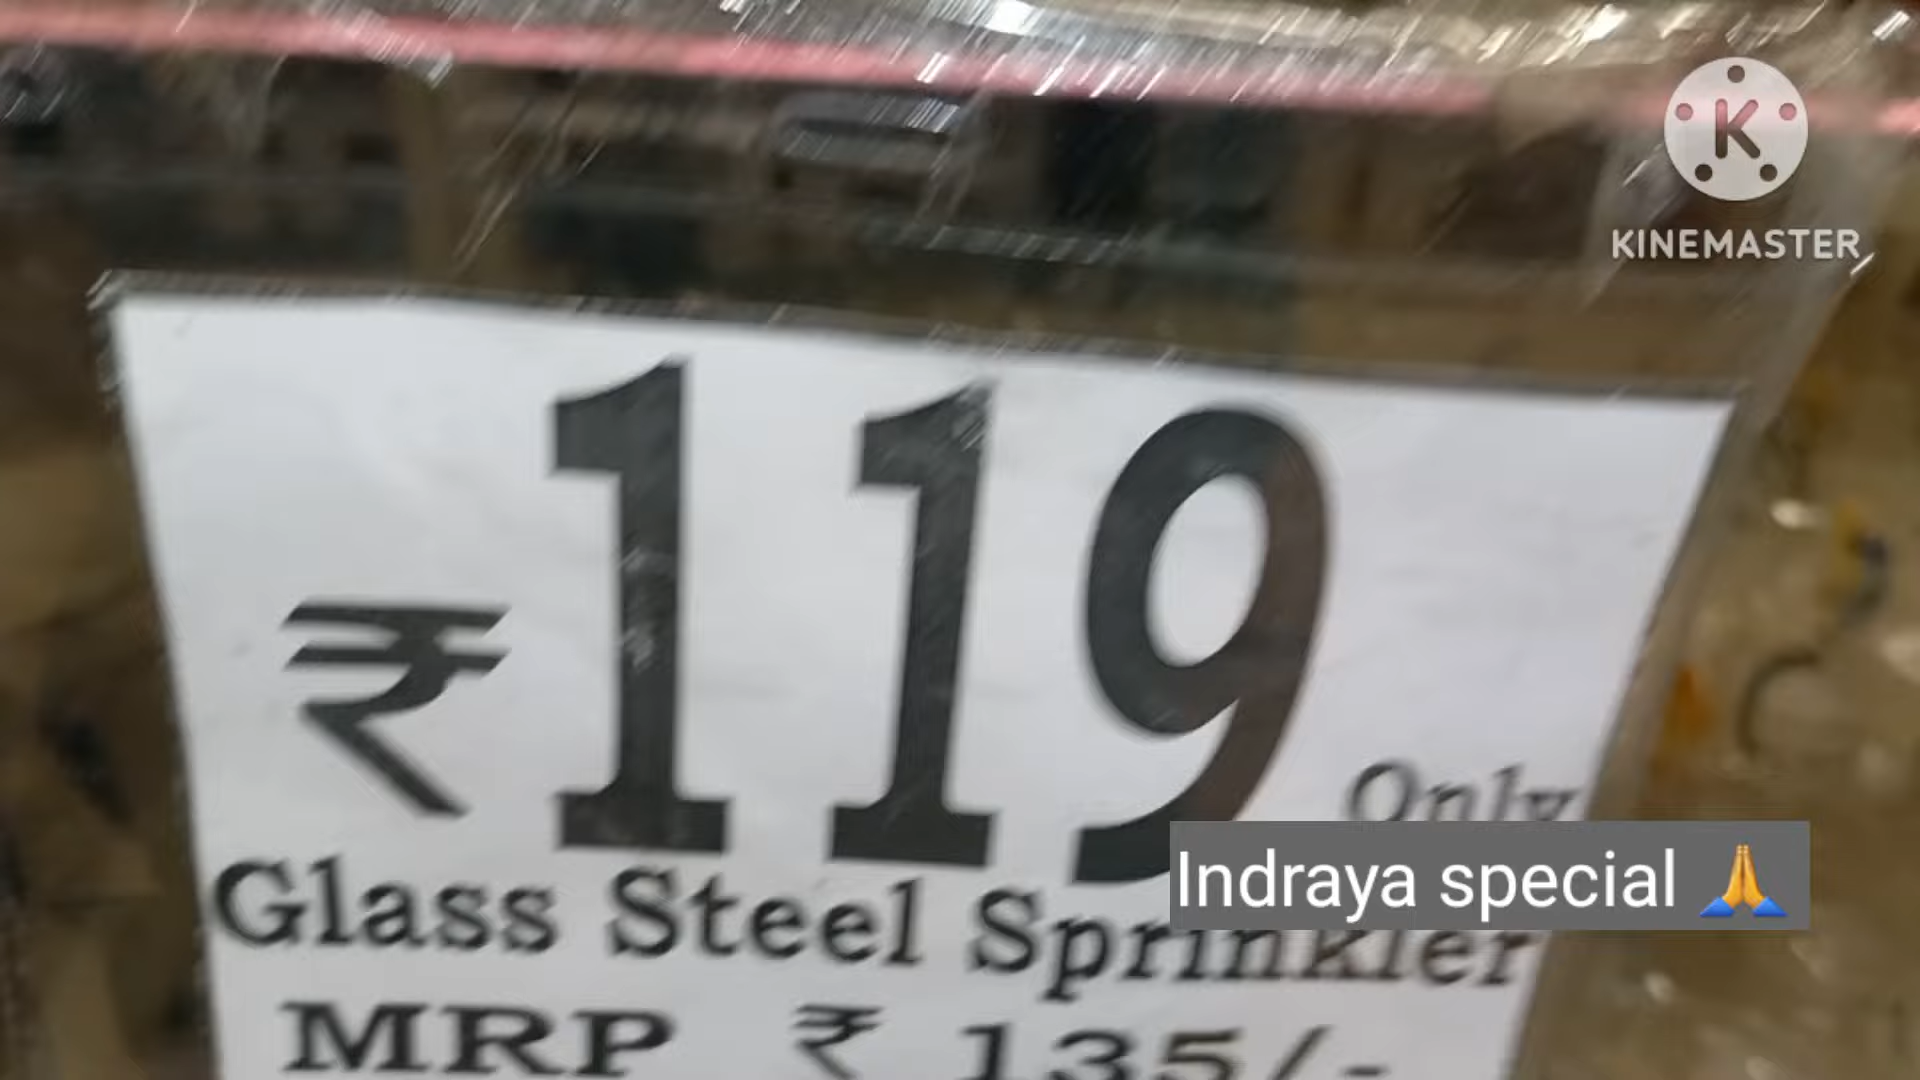 KINEMASTER
₹119 Only
Indraya special 🙏
Glass Steel Sprinkler
MRP ₹ 135/-